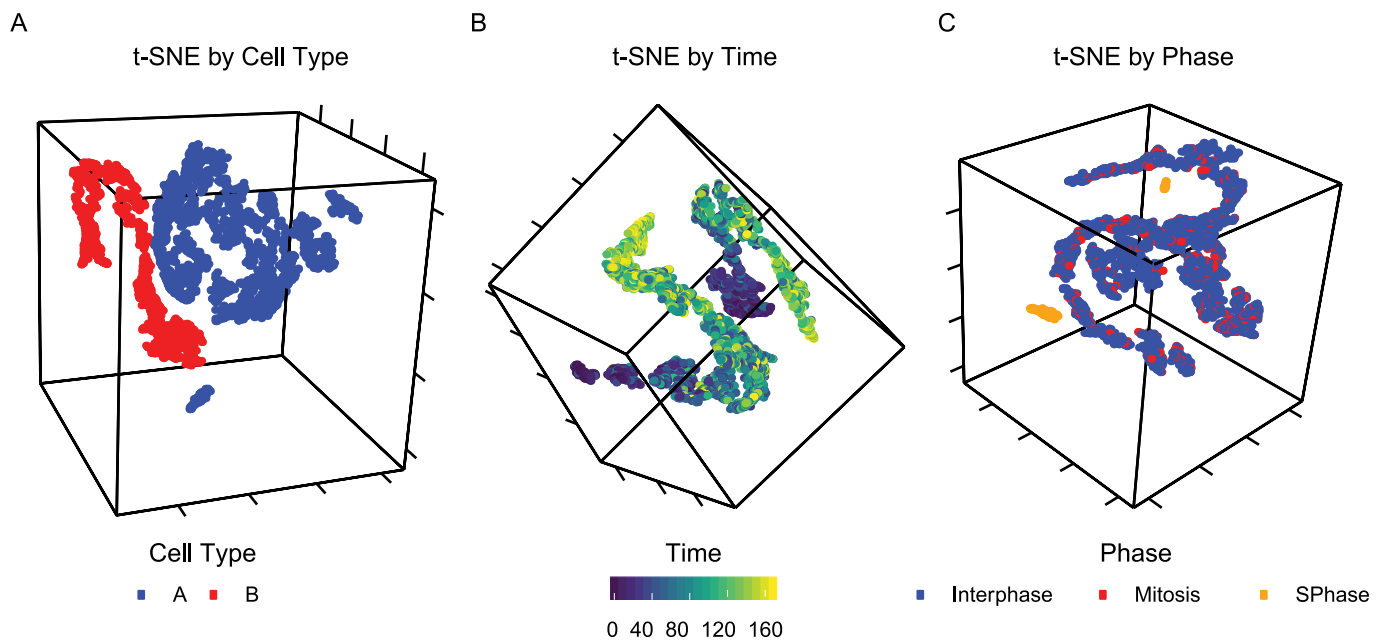 A
B
C
t-SNE by Cell Type
t-SNE by Time
t-SNE by Phase
Cell Type
A B
Time
0 40 80 120 160
Phase
Interphase Mitosis SPhase